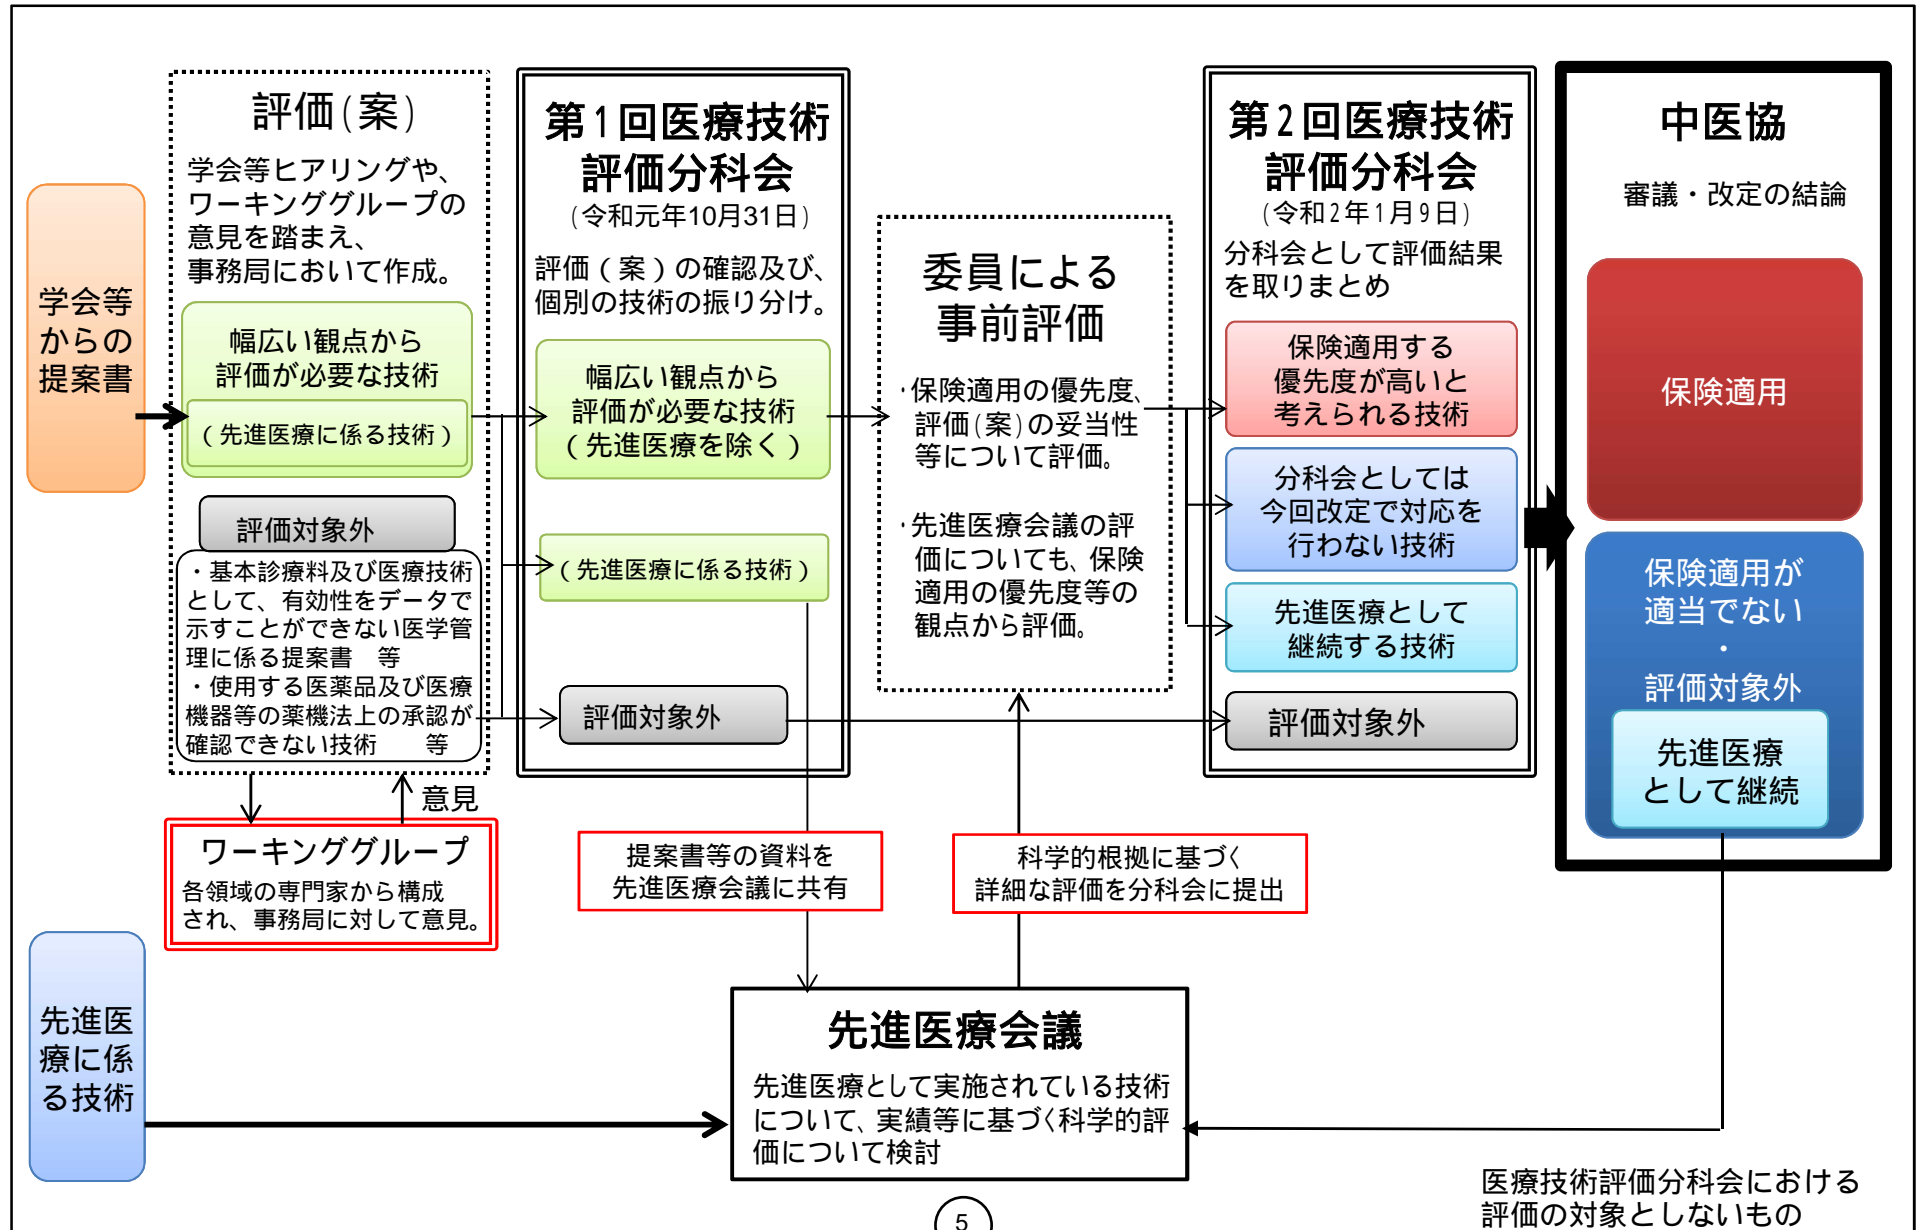 学会等
からの
提案書
評価(案)
学会等ヒアリングや、
ワーキンググループの
意見を踏まえ、
事務局において作成。
幅広い観点から
評価が必要な技術
(先進医療に係る技術)
評価対象外
・基本診療料及び医療技術
として、有効性をデータで
示すことができない医学管
理に係る提案書　等
・使用する医薬品及び医療
機器等の薬機法上の承認が
確認できない技術　　等
意見
ワーキンググループ
各領域の専門家から構成
され、事務局に対して意見。
第1回医療技術
評価分科会
(令和元年10月31日)
評価(案)の確認及び、
個別の技術の振り分け。
幅広い観点から
評価が必要な技術
(先進医療を除く)
(先進医療に係る技術)
評価対象外
提案書等の資料を
先進医療会議に共有
委員による
事前評価
・保険適用の優先度、
評価(案)の妥当性
等について評価。
・先進医療会議の評
価についても、保険
適用の優先度等の
観点から評価。
科学的根拠に基づく
詳細な評価を分科会に提出
第2回医療技術
評価分科会
(令和2年1月9日)
分科会として評価結果
を取りまとめ
保険適用する
優先度が高いと
考えられる技術
分科会としては
今回改定で対応を
行わない技術
先進医療として
継続する技術
評価対象外
中医協
審議・改定の結論
保険適用
保険適用が
適当でない
・
評価対象外
先進医療
として継続
先進医
療に係
る技術
先進医療会議
先進医療として実施されている技術
について、実績等に基づく科学的評
価について検討
医療技術評価分科会における
評価の対象としないもの
5